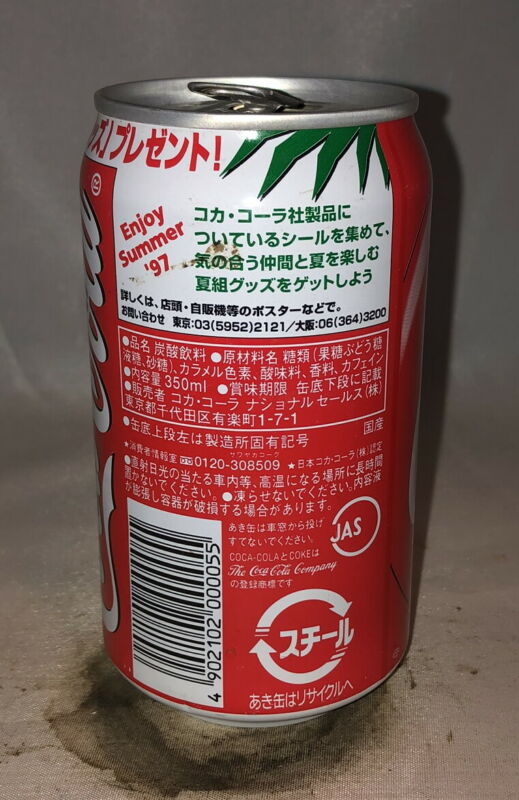 ズ!プレゼント!
Enjoy
Summer
'97
コカ・コーラ社製品に
ついているシールを集めて、
気の合う仲間と夏を楽しむ
夏組グッズをゲットしよう
詳しくは、店頭・自販機等のポスターなどで。
お問い合わせ 東京:03(5952)2121/大阪:06(364)3200
●品名 炭酸飲料 ●原材料名 糖類(果糖ぶどう糖
液糖、砂糖)、カラメル色素、酸味料、香料、カフェイン
●内容量 350ml ●賞味期限 缶底下段に記載
●販売者 コカ・コーラ ナショナル セールス(株)
東京都千代田区有楽町1-7-1
●缶底上段左は製造所固有記号
国産
サワヤカコーク
★消費者情報室 0120-308509 ★日本コカ・コーラ(株)認定
●直射日光の当たる車内等、高温になる場所に長時間
置かないでください。●凍らせないでください。内容液
が膨張し容器が破損する場合があります。
あき缶は車窓から投げ
すてないでください。
JAS
COCA-COLAとCOKEは
The Coca-Cola Company
の登録商標です
4 902102 000055
スチール
あき缶はリサイクルへ